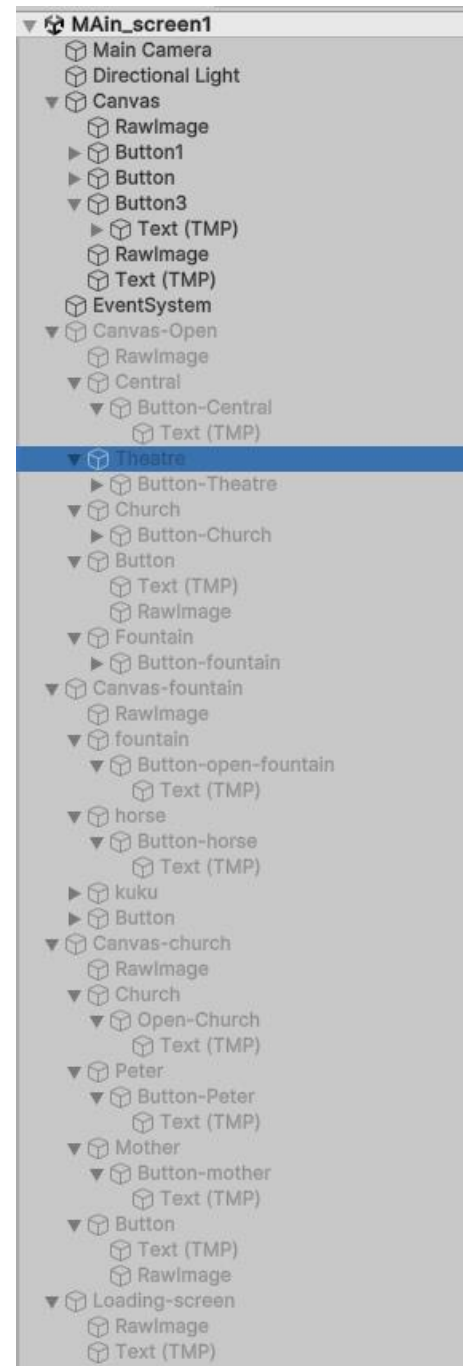 MAin_screen1
Main Camera
Directional Light
Canvas
RawImage
Button1
Button
Button3
Text (TMP)
RawImage
Text (TMP)
EventSystem
Canvas-Open
RawImage
Central
Button-Central
Text (TMP)
Theatre
Button-Theatre
Church
Button-Church
Button
Text (TMP)
RawImage
Fountain
Button-fountain
Canvas-fountain
RawImage
fountain
Button-open-fountain
Text (TMP)
horse
Button-horse
Text (TMP)
kuku
Button
Canvas-church
RawImage
Church
Open-Church
Text (TMP)
Peter
Button-Peter
Text (TMP)
Mother
Button-mother
Text (TMP)
Button
Text (TMP)
RawImage
Loading-screen
RawImage
Text (TMP)